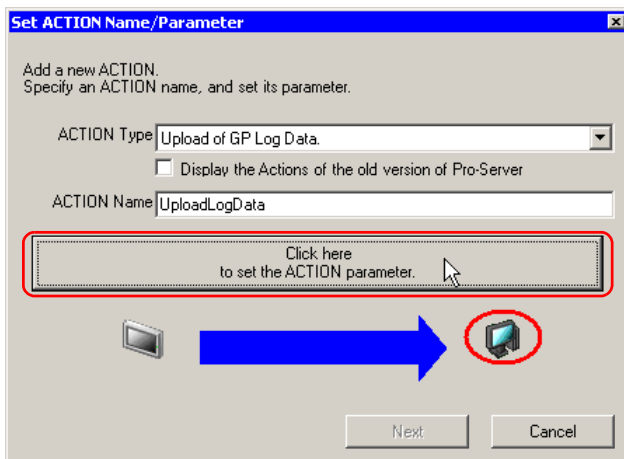 Set ACTION Name/Parameter
Add a new ACTION.
Specify an ACTION name, and set its parameter.
ACTION Type Upload of GP Log Data.
Display the Actions of the old version of Pro-Server
ACTION Name UploadLogData
Click here
to set the ACTION parameter.
Next Cancel